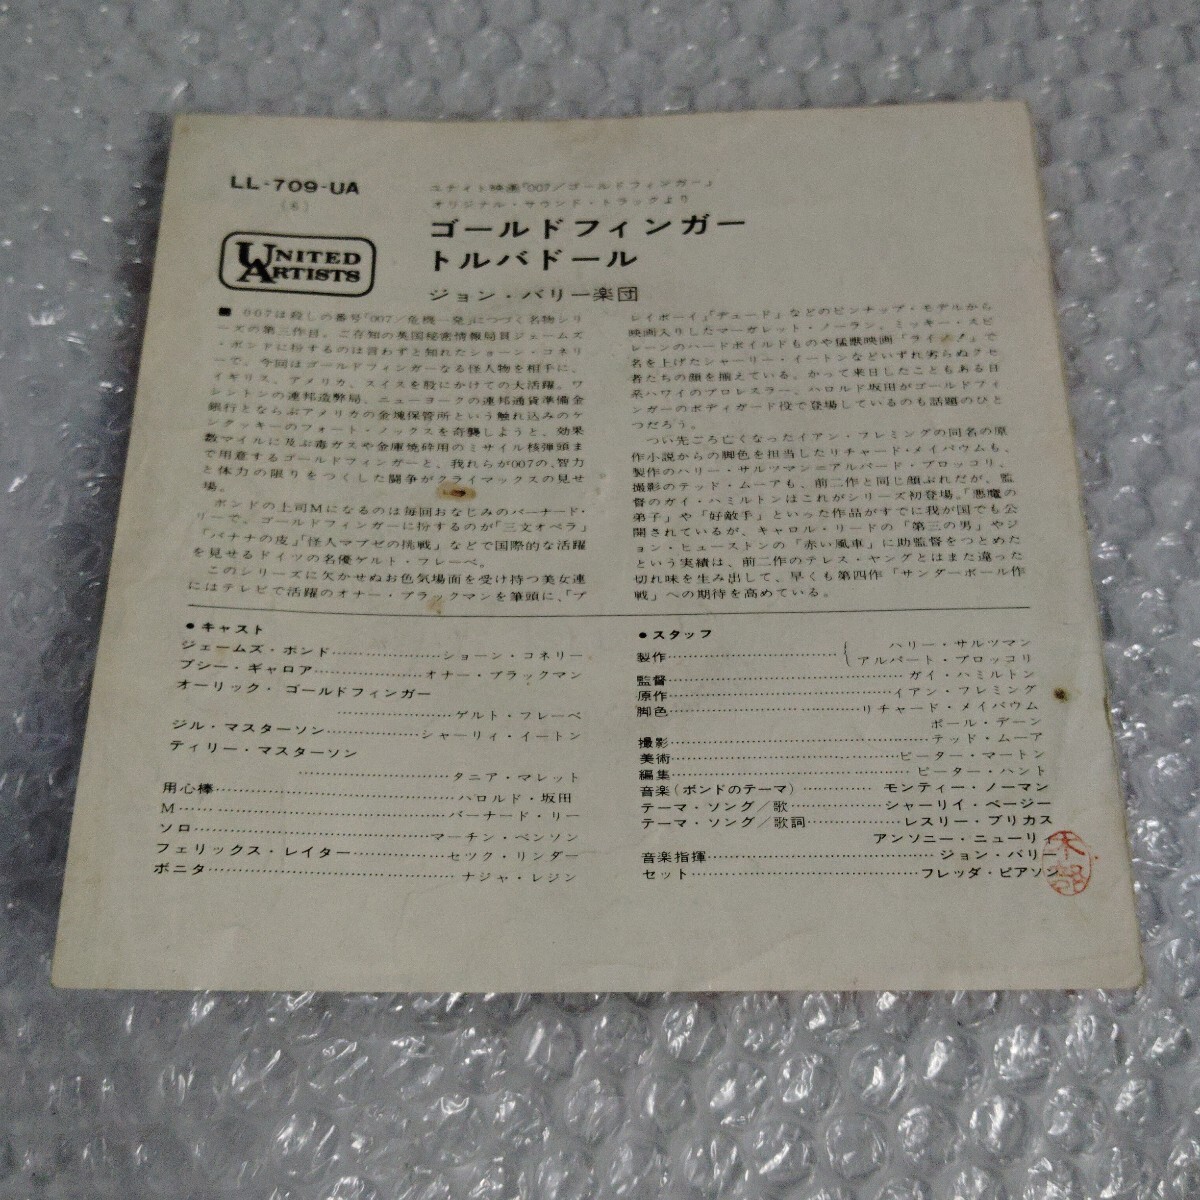 LL-709-UA
(6)
UNITED
ARTISTS
ユナイト映画「007/ゴールドフィンガー」
オリジナル・サウンド・トラックより
ゴールドフィンガー
トルバドール
ジョン・バリー楽団
■ 007は殺しの番号「007/危機一発」につづく名物シリ
ーズの第三作目。ご存知の英国秘密情報局員ジェームズ
・ボンドに扮するのは言わずと知れたショーン・コネリ
ーで、今回はゴールドフィンガーなる怪人物を相手に、
イギリス、アメリカ、スイスを股にかけての大活躍。ワ
シントンの連邦造弊局、ニューヨークの連邦通貨準備金
銀行とならぶアメリカの金塊保管所という触れ込みのケ
ンタッキーのフォート・ノックスを奇襲しようと、効果
数マイルに及ぶ毒ガスや金庫焼砕用のミサイル核弾頭ま
で用意するゴールドフィンガーと、我れらが007の、智力
と体力の限りをつくした闘争がクライマックスの見せ
場。
ボンドの上司Mになるのは毎回おなじみのバーナード・
リーで、ゴールドフィンガーに扮するのが「三文オペラ」
「バナナの皮」「怪人マブゼの挑戦」などで国際的な活躍
を見せるドイツの名優ゲルト・フレーベ。
このシリーズに欠かせぬお色気場面を受け持つ美女連
にはテレビで活躍のオナー・ブラックマンを筆頭に、「プ
レイボーイ」「デュード」などのピンナップ・モデルから
映画入りしたマーガレット・ノーラン、ミッキー・スピ
レーンのハードボイルドものや猛獣映画「ライノ!」で
名を上げたシャーリー・イートンなどいずれ劣らぬクセ
者たちの顔を揃えている。かって来日したこともある日
系ハワイのプロレスラー、ハロルド坂田がゴールドフィ
ンガーのボディガード役で登場しているのも話題のひと
つだろう。
つい先ごろ亡くなったイアン・フレミングの同名の原
作小説からの脚色を担当したリチャード・メイバウムも、
製作のハリー・サルツマン＝アルバード・ブロッコリ、
撮影のテッド・ムーアも、前二作と同じ顔ぶれだが、監
督のガイ・ハミルトンはこれがシリーズ初登場。「悪魔の
弟子」や「好敵手」といった作品がすでに我が国でも公
開されているが、キャロル・リードの「第三の男」やジ
ョン・ヒューストンの「赤い風車」に助監督をつとめた
という実績は、前二作のテレス・ヤングとはまた違った
切れ味を生み出して、早くも第四作「サンダーボール作
戦」への期待を高めている。
●キャスト
ジェームズ・ボンド……………ショーン・コネリー
プシー・ギャロア……………オナー・ブラックマン
オーリック・ゴールドフィンガー
……………ゲルト・フレーベ
ジル・マスターソン…………シャーリィ・イートン
ティリー・マスターソン
……………………タニア・マレット
用心棒…………………………ハロルド・坂田
M………………………………バーナード・リー
ソロ……………………………マーチン・ベンソン
フェリックス・レイター…………セツク・リンダー
ボニタ…………………………ナジャ・レジン
●スタッフ
製作……………………{ハリー・サルツマン
アルバート・ブロッコリ
監督……………………………ガイ・ハミルトン
原作……………………………イアン・フレミング
脚色……………………リチャード・メイバウム
ポール・デーン
撮影……………………………テッド・ムーア
美術……………………………ピーター・マートン
編集……………………………ピーター・ハント
音楽(ボンドのテーマ)…………モンティー・ノーマン
テーマ・ソング/歌……………シャーリイ・ベージー
テーマ・ソング/歌詞……………レスリー・ブリカス
アンソニー・ニューリィ
音楽指揮…………………………ジョン・バリー
セット……………………………フレッダ・ピアソン
木部